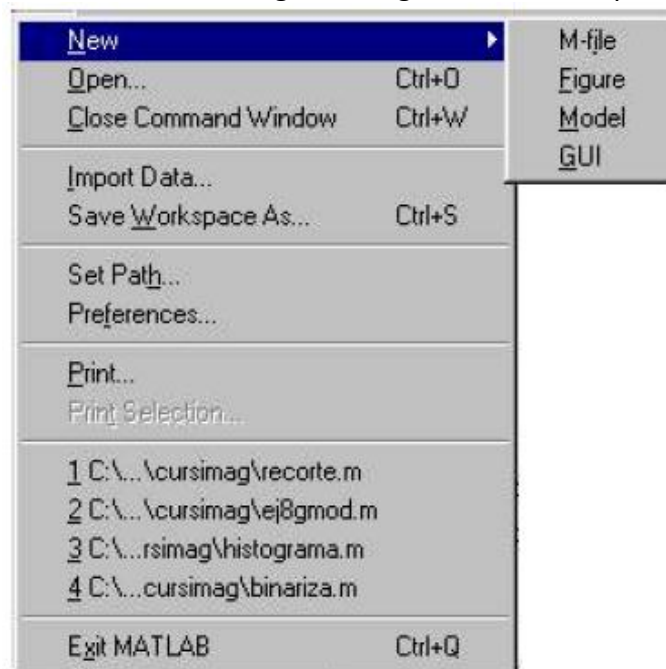 New
Open... Ctrl+O
Close Command Window Ctrl+W
Import Data...
Save Workspace As... Ctrl+S
Set Path...
Preferences...
Print...
Print Selection...
1 C:\...\cursimag\recorte.m
2 C:\...\cursimag\ej8gmod.m
3 C:\...rsimag\histograma.m
4 C:\...cursimag\binariza.m
Exit MATLAB Ctrl+Q
M-file
Figure
Model
GUI